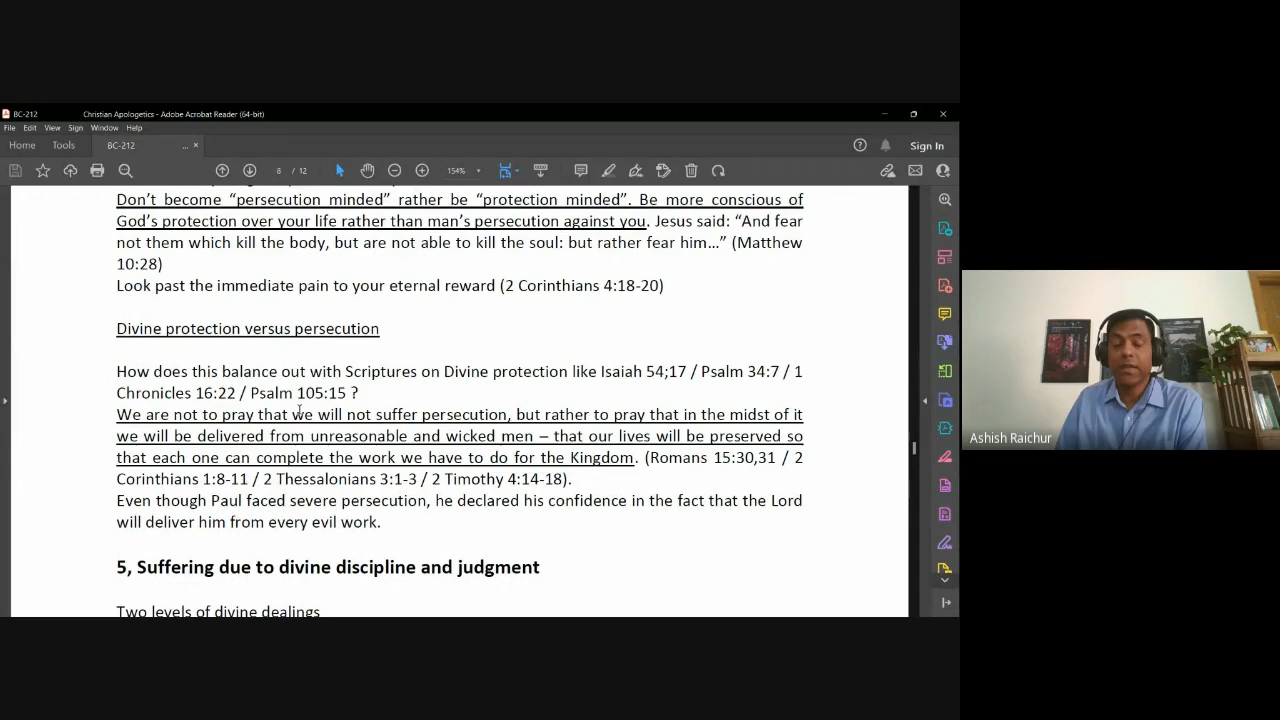 BC-212 Christian Apologetics - Adobe Acrobat Reader (64-bit)
File Edit View Sign Window Help
Home Tools BC-212 ... × Sign In
8 / 12 154%
Don’t become “persecution minded” rather be “protection minded”. Be more conscious of
God’s protection over your life rather than man’s persecution against you. Jesus said: “And fear
not them which kill the body, but are not able to kill the soul: but rather fear him…” (Matthew
10:28)
Look past the immediate pain to your eternal reward (2 Corinthians 4:18-20)
Divine protection versus persecution
How does this balance out with Scriptures on Divine protection like Isaiah 54;17 / Psalm 34:7 / 1
Chronicles 16:22 / Psalm 105:15 ?
We are not to pray that we will not suffer persecution, but rather to pray that in the midst of it
we will be delivered from unreasonable and wicked men – that our lives will be preserved so
that each one can complete the work we have to do for the Kingdom. (Romans 15:30,31 / 2
Corinthians 1:8-11 / 2 Thessalonians 3:1-3 / 2 Timothy 4:14-18).
Even though Paul faced severe persecution, he declared his confidence in the fact that the Lord
will deliver him from every evil work.
5, Suffering due to divine discipline and judgment
Two levels of divine dealings
Ashish Raichur